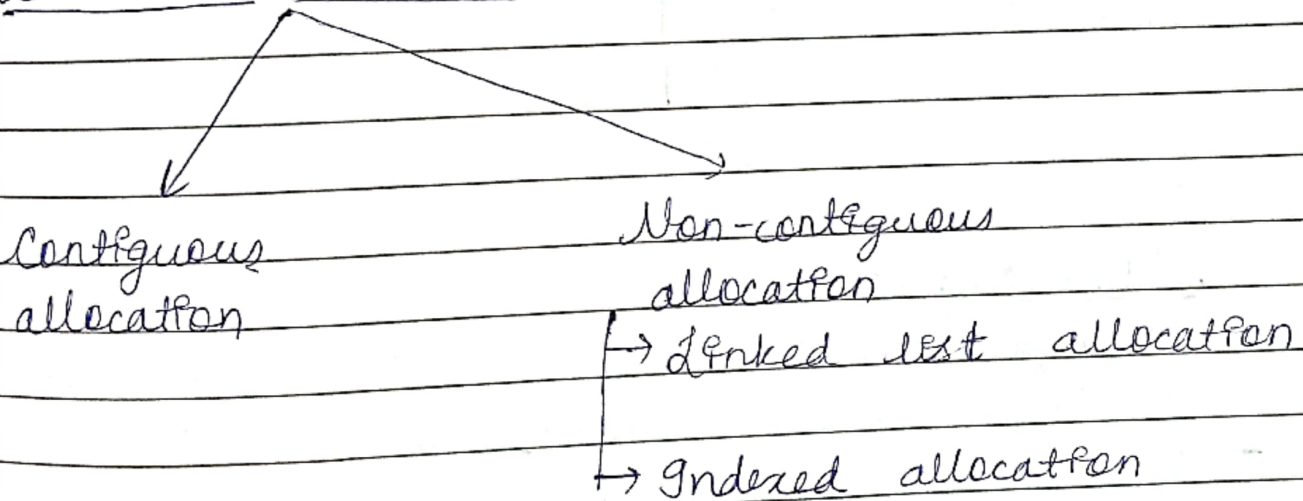 Contiguous
allocation
Non-contiguous
allocation
→ Linked list allocation
→ Indexed allocation